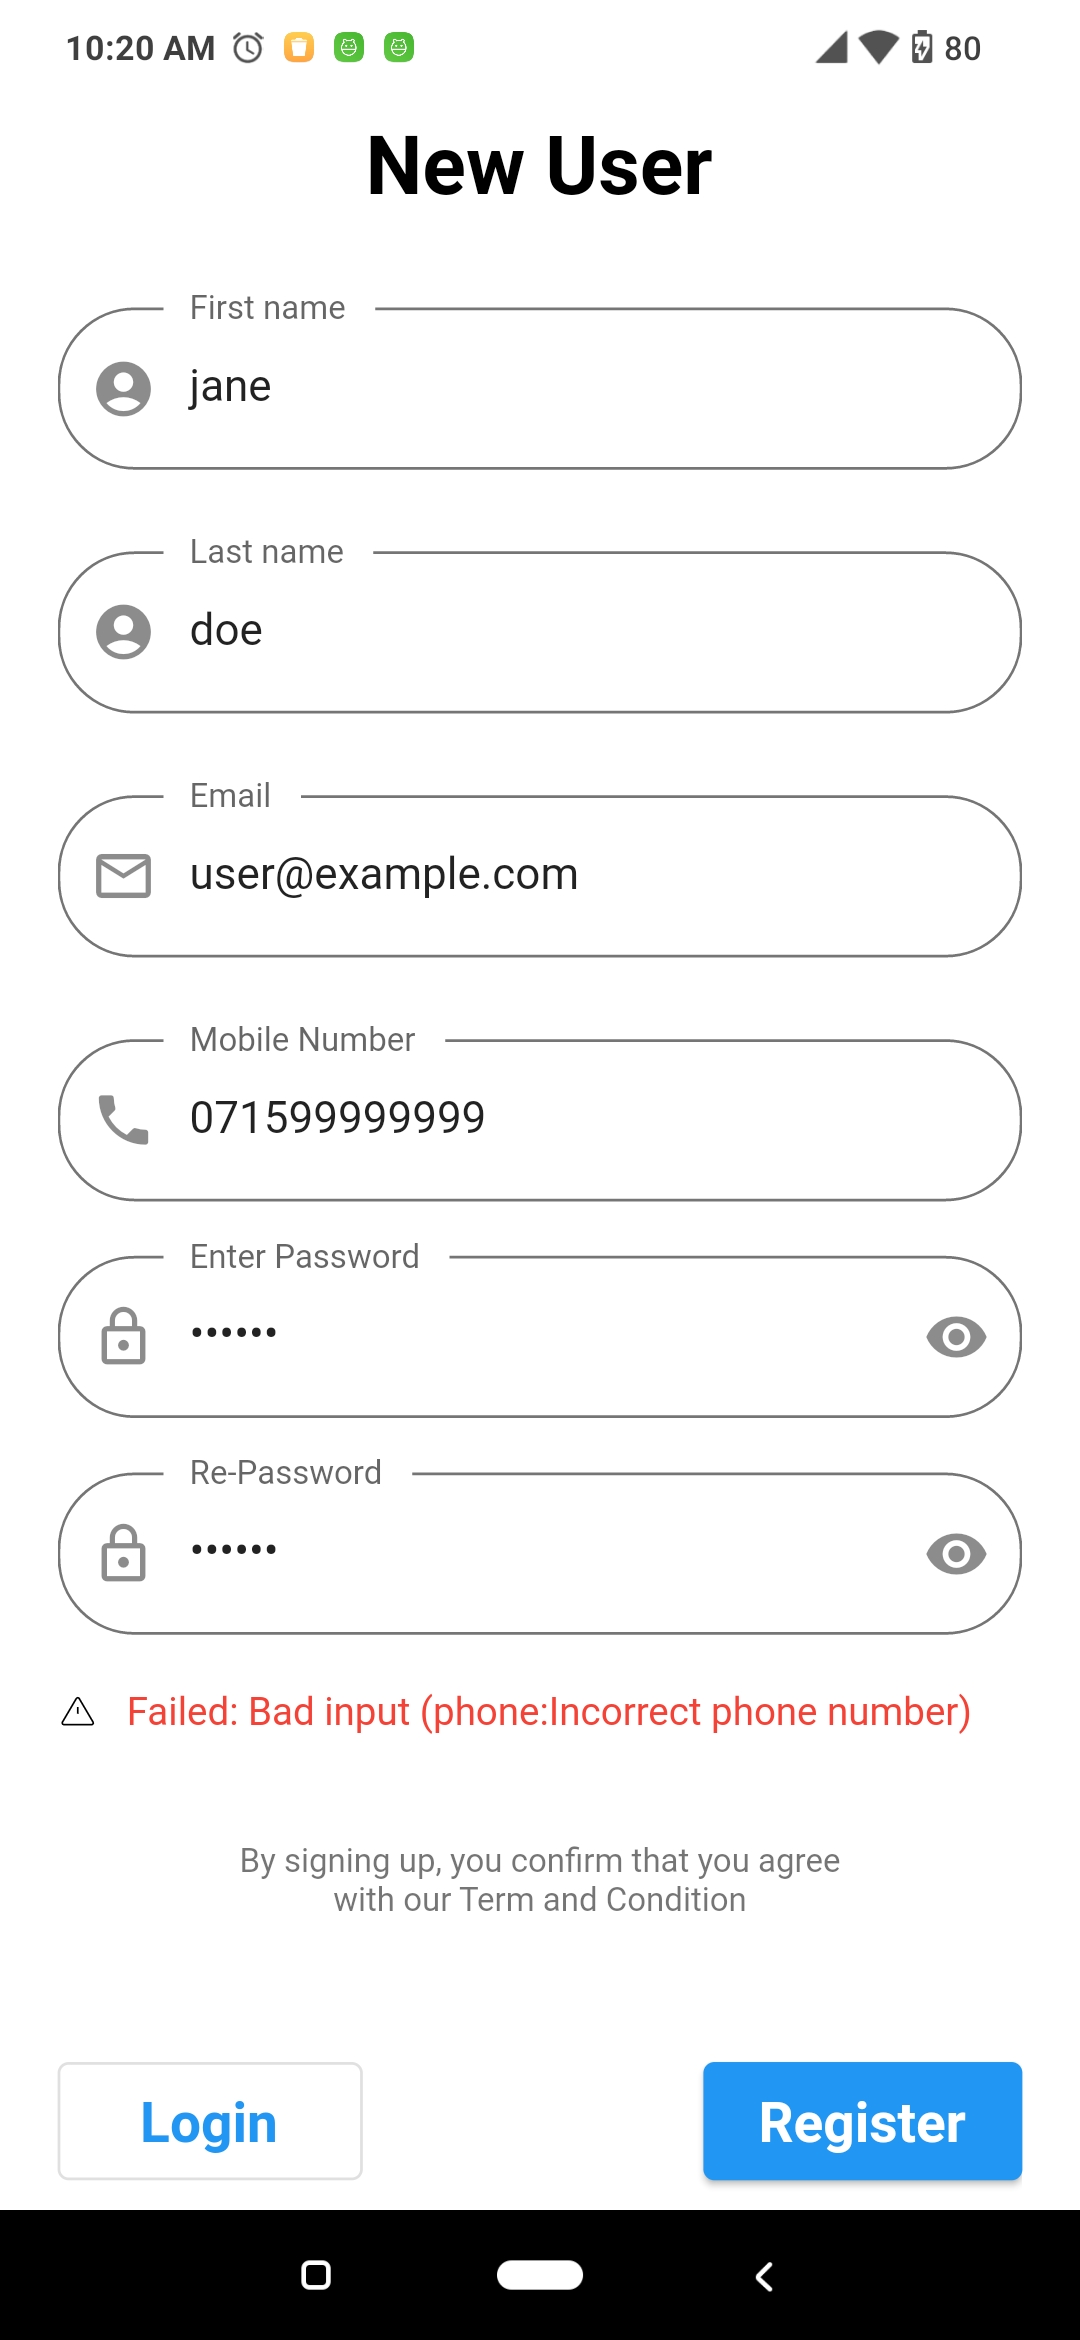 10:20 AM 80
New User
First name
jane
Last name
doe
Email
user@example.com
Mobile Number
071599999999
Enter Password
••••••
Re-Password
••••••
Failed: Bad input (phone:Incorrect phone number)
By signing up, you confirm that you agree
with our Term and Condition
Login Register